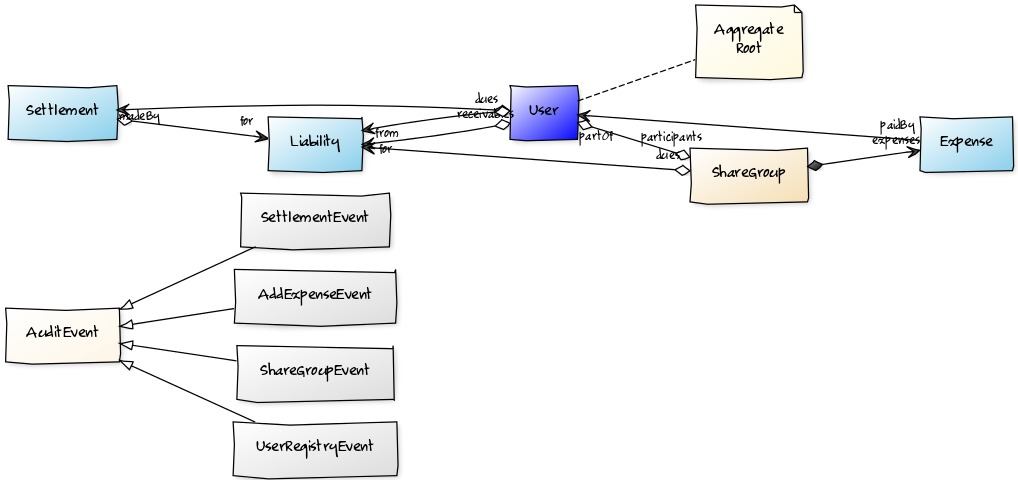 Aggregate
Root
Settlement
madeBy
for
Liability
from
for
dues
receivables
User
partOf
participants
dues
ShareGroup
paidBy
expenses
Expense
SettlementEvent
AddExpenseEvent
AuditEvent
ShareGroupEvent
UserRegistryEvent